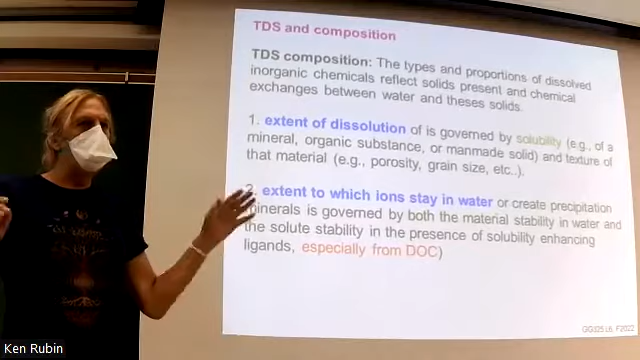 TDS and composition
TDS composition: The types and proportions of dissolved
inorganic chemicals reflect solids present and chemical
exchanges between water and theses solids.
1. extent of dissolution of is governed by solubility (e.g., of a
mineral, organic substance, or manmade solid) and texture of
that material (e.g., porosity, grain size, etc..).
2. extent to which ions stay in water or create precipitation
minerals is governed by both the material stability in water and
the solute stability in the presence of solubility enhancing
ligands, especially from DOC)
GG325 L6, F2022
Ken Rubin